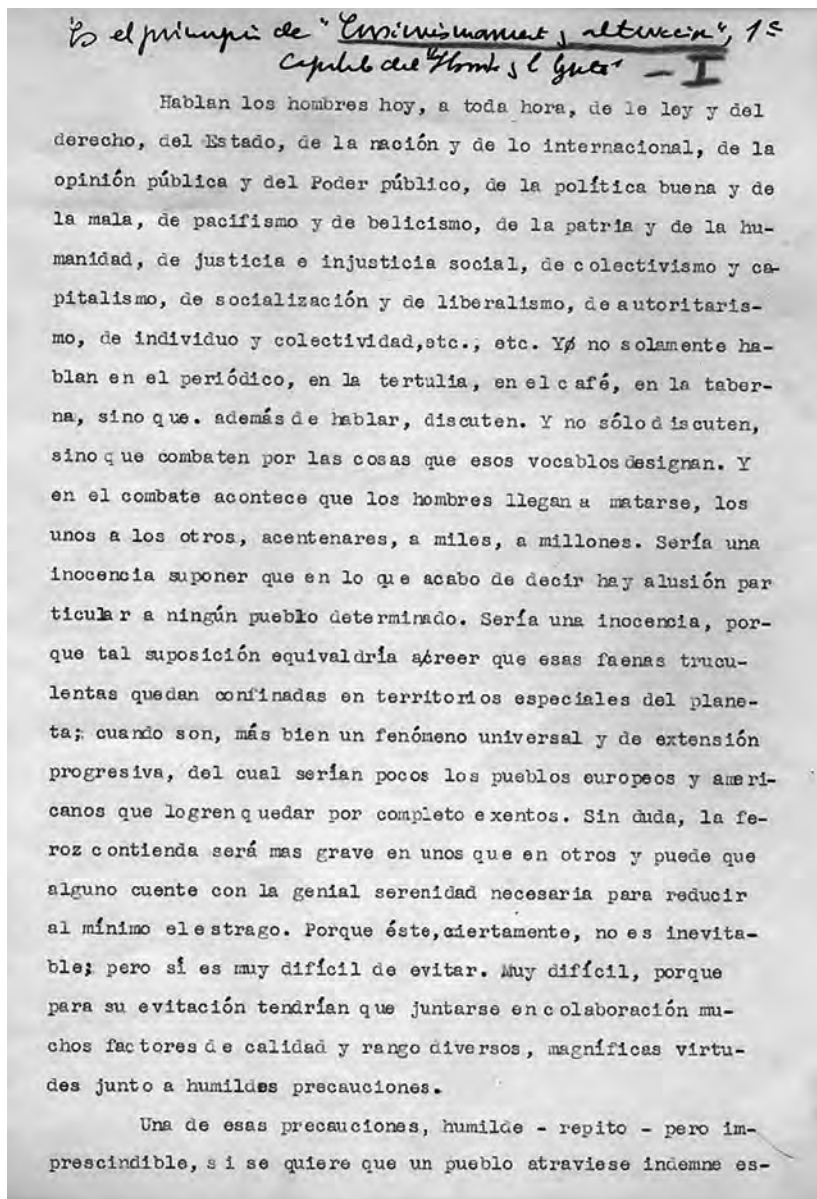 Es el principio de "Ensimismamient y alteración", 1º
Capitulo del "Hombre y l Gente" — I
Hablan los hombres hoy, a toda hora, de le ley y del
derecho, del Estado, de la nación y de lo internacional, de la
opinión pública y del Poder público, de la política buena y de
la mala, de pacifismo y de belicismo, de la patria y de la hu-
manidad, de justicia e injusticia social, de colectivismo y ca-
pitalismo, de socialización y de liberalismo, de autoritaris-
mo, de individuo y colectividad,etc., etc. Y no solamente ha-
blan en el periódico, en la tertulia, en el café, en la taber-
na, sino que. además de hablar, discuten. Y no sólo discuten,
sino que combaten por las cosas que esos vocablos designan. Y
en el combate acontece que los hombres llegan a matarse, los
unos a los otros, acentenares, a miles, a millones. Sería una
inocencia suponer que en lo que acabo de decir hay alusión par
ticular a ningún pueblo determinado. Sería una inocencia, por-
que tal suposición equivaldría a creer que esas faenas trucu-
lentas quedan confinadas en territorios especiales del plane-
ta; cuando son, más bien un fenómeno universal y de extensión
progresiva, del cual serían pocos los pueblos europeos y ameri-
canos que logren quedar por completo exentos. Sin duda, la fe-
roz contienda será mas grave en unos que en otros y puede que
alguno cuente con la genial serenidad necesaria para reducir
al mínimo el estrago. Porque éste, ciertamente, no es inevita-
ble; pero sí es muy difícil de evitar. Muy difícil, porque
para su evitación tendrían que juntarse en colaboración mu-
chos factores de calidad y rango diversos, magníficas virtu-
des junto a humildes precauciones.
Una de esas precauciones, humilde - repito - pero im-
prescindible, si se quiere que un pueblo atraviese indemne es-